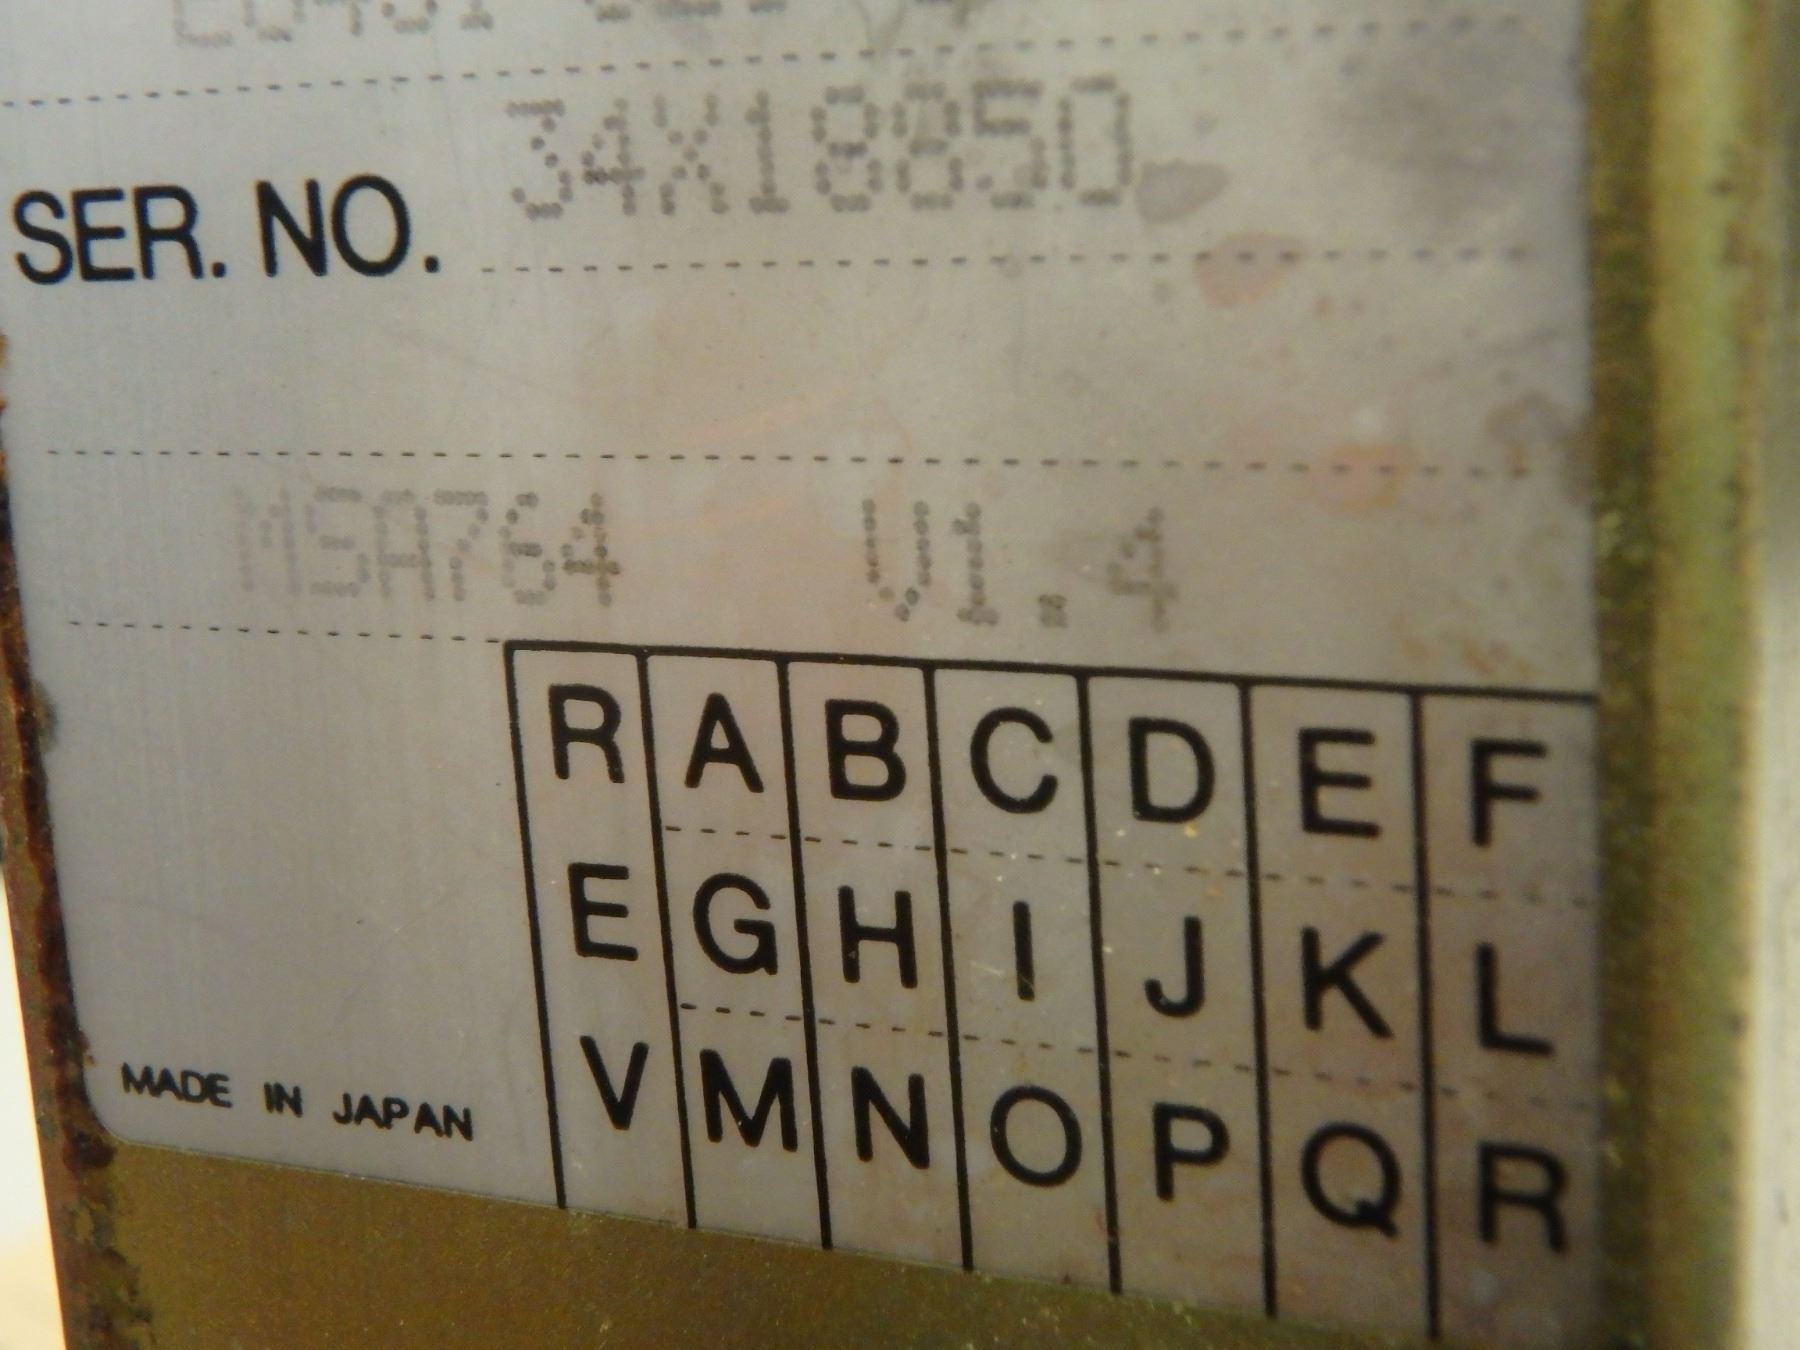 SER. NO. 34X18850
MSA764 V1.4
R A B C D E F
E G H I J K L
V M N O P Q R
MADE IN JAPAN